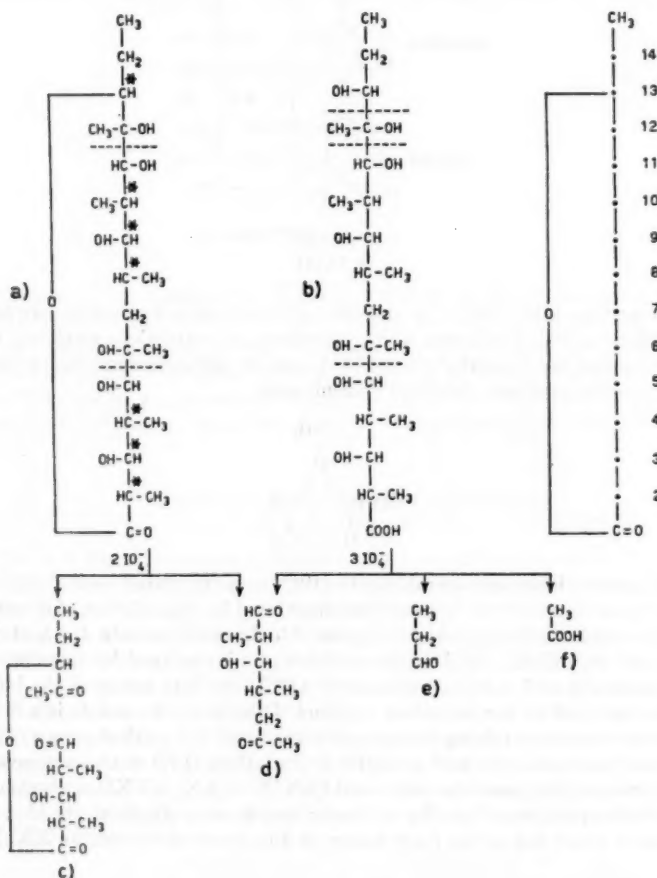 CH₃ CH₃ CH₃
CH₂ CH₂ 14
* CH OH-CH 13
CH₃-C-OH CH₃-C-OH 12
HC-OH HC-OH 11
* CH₃-CH CH₃-CH 10
* OH-CH OH-CH 9
a) O * HC-CH₃ b) HC-CH₃ O 8
CH₂ CH₂ 7
OH-C-CH₃ OH-C-CH₃ 6
OH-CH OH-CH 5
* HC-CH₃ HC-CH₃ 4
* OH-CH OH-CH 3
* HC-CH₃ HC-CH₃ 2
C=O COOH C=O 1
2 IO₄⁻ 3 IO₄⁻
CH₃ HC=O CH₃ CH₃
CH₂ CH₃-CH CH₂ COOH
CH OH-CH CHO f)
CH₃-C=O HC-CH₃ e)
O O=CH CH₂
HC-CH₃ O=C-CH₃
OH-CH d)
HC-CH₃
C=O
c)